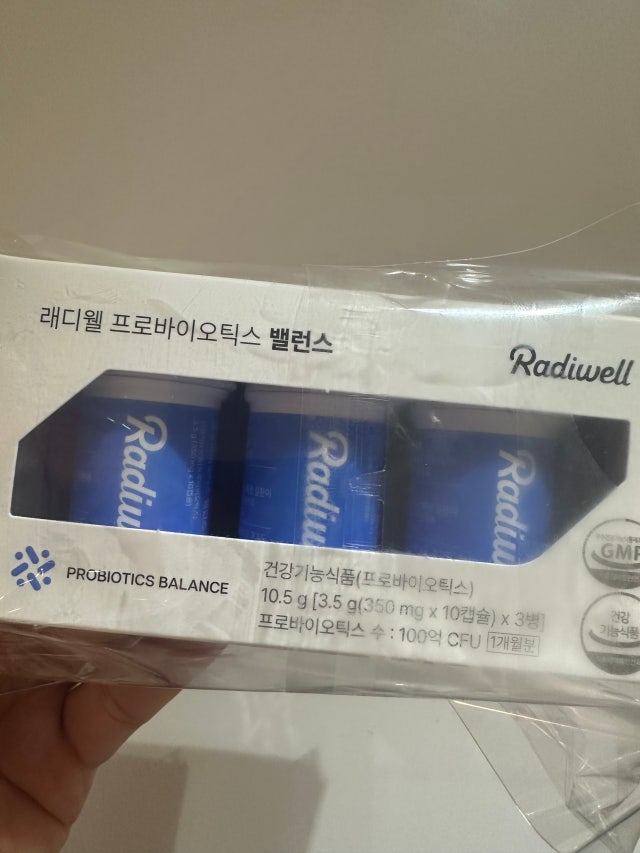 래디웰 프로바이오틱스 밸런스
Radiwell
Radiw
Radiw
Radiw
PROBIOTICS BALANCE
건강기능식품(프로바이오틱스)
10.5 g [3.5 g(350 mg x 10캡슐) x 3병]
프로바이오틱스 수 : 100억 CFU 1개월분
GMP
건강
기능식품